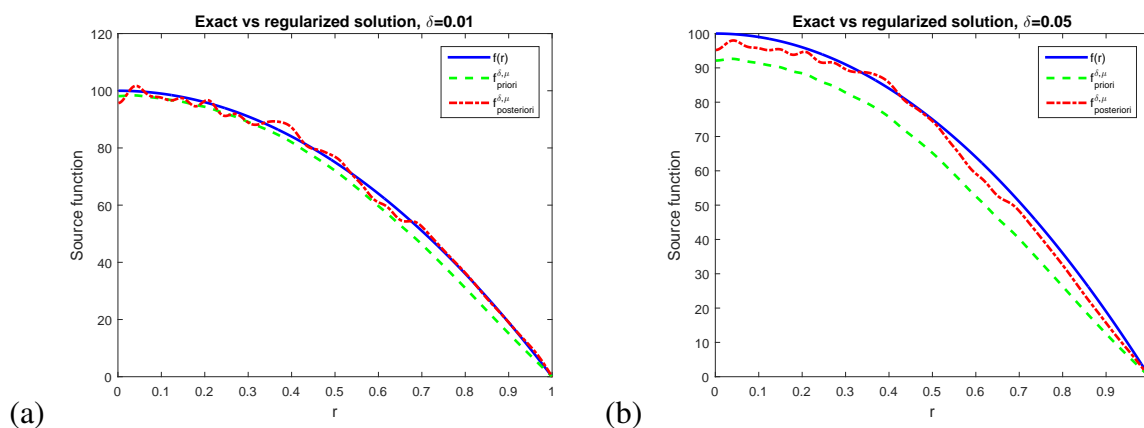 Exact vs regularized solution, δ=0.01
120
100
80
60
40
20
0
Source function
0 0.1 0.2 0.3 0.4 0.5 0.6 0.7 0.8 0.9 1
r
f(r)
f^{δ,μ}_{priori}
f^{δ,μ}_{posteriori}
(a)
Exact vs regularized solution, δ=0.05
100
90
80
70
60
50
40
30
20
10
0
Source function
0 0.1 0.2 0.3 0.4 0.5 0.6 0.7 0.8 0.9
r
f(r)
f^{δ,μ}_{priori}
f^{δ,μ}_{posteriori}
(b)